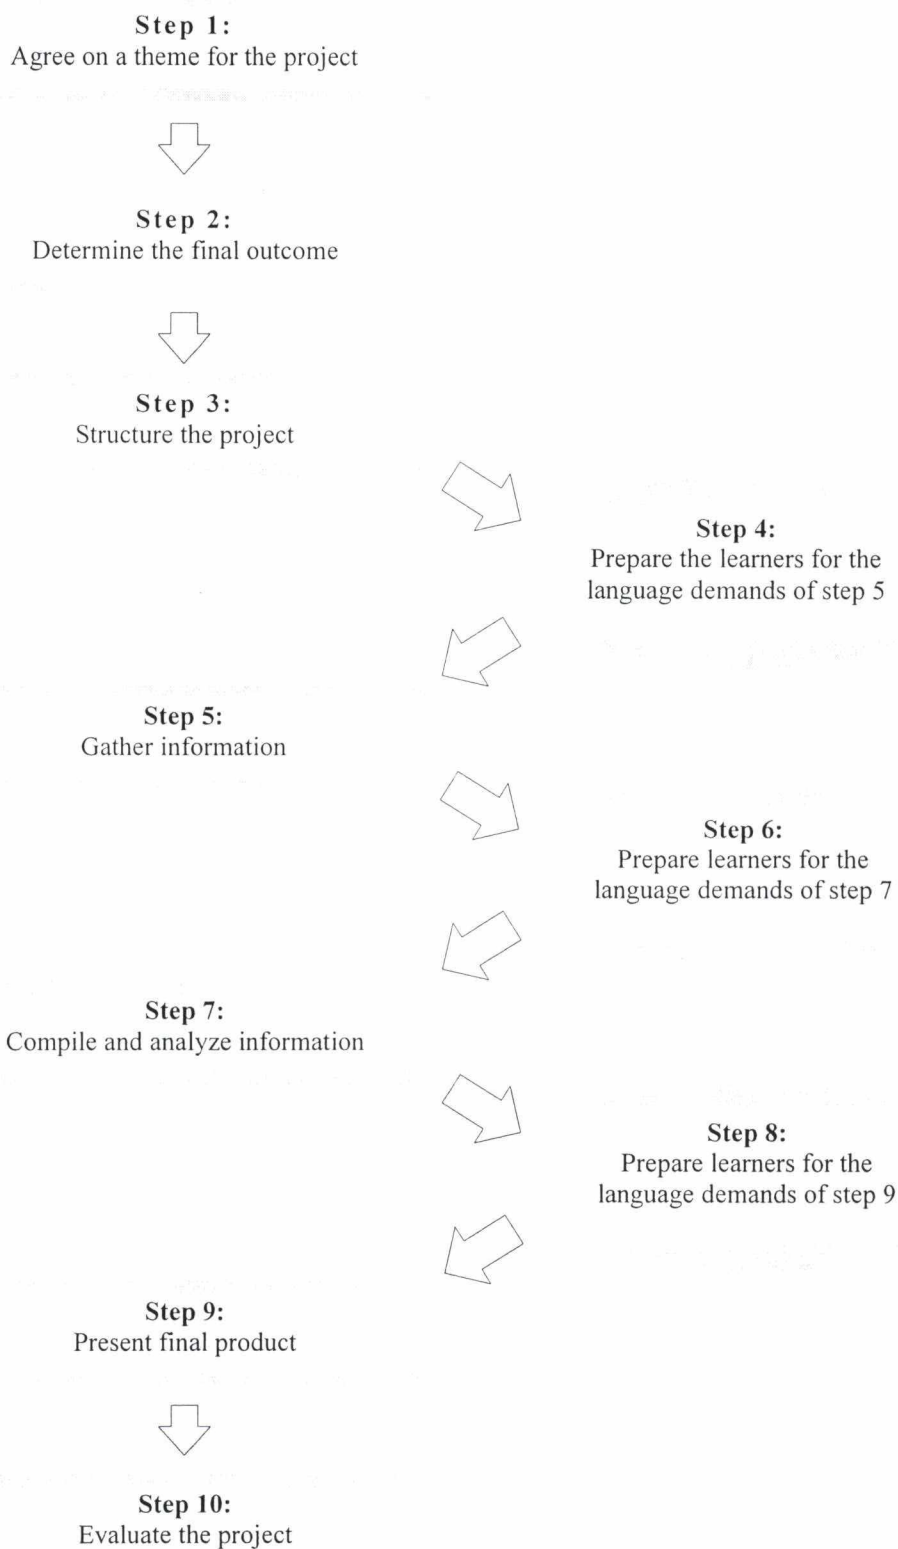 Step 1:
Agree on a theme for the project
Step 2:
Determine the final outcome
Step 3:
Structure the project
Step 4:
Prepare the learners for the
language demands of step 5
Step 5:
Gather information
Step 6:
Prepare learners for the
language demands of step 7
Step 7:
Compile and analyze information
Step 8:
Prepare learners for the
language demands of step 9
Step 9:
Present final product
Step 10:
Evaluate the project